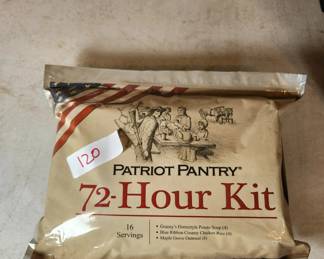 120
PATRIOT PANTRY®
72-Hour Kit
16
Servings
• Granny's Homestyle Potato Soup (4)
• Blue Ribbon Creamy Chicken Rice (4)
• Maple Grove Oatmeal (8)